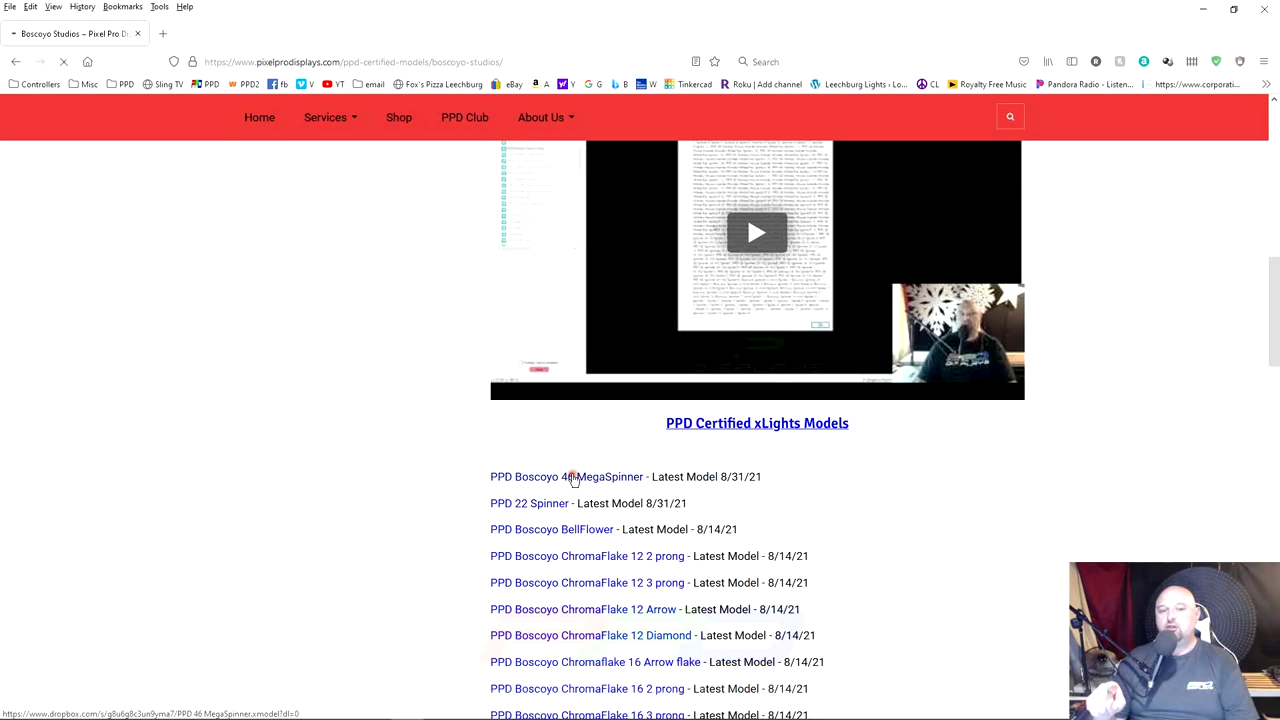 File Edit View History Bookmarks Tools Help
Boscoyo Studios ~ Pixel Pro D
https://www.pixelprodisplays.com/ppd-certified-models/boscoyo-studios/
Search
Controllers Misc PPD Sling TV PPD PPD2 fb V YT email Fox's Pizza Leechburg eBay A Y G B W Tinkercad Roku | Add channel Leechburg Lights - Lo... CL Royalty Free Music Pandora Radio - Listen... https://www.corporati...
Home Services Shop PPD Club About Us
PPD Certified xLights Models
PPD Boscoyo 46 MegaSpinner - Latest Model 8/31/21
PPD 22 Spinner - Latest Model 8/31/21
PPD Boscoyo BellFlower - Latest Model - 8/14/21
PPD Boscoyo ChromaFlake 12 2 prong - Latest Model - 8/14/21
PPD Boscoyo ChromaFlake 12 3 prong - Latest Model - 8/14/21
PPD Boscoyo ChromaFlake 12 Arrow - Latest Model - 8/14/21
PPD Boscoyo ChromaFlake 12 Diamond - Latest Model - 8/14/21
PPD Boscoyo Chromaflake 16 Arrow flake - Latest Model - 8/14/21
PPD Boscoyo ChromaFlake 16 2 prong - Latest Model - 8/14/21
PPD Boscoyo ChromaFlake 16 3 prong - Latest Model - 8/14/21
https://www.dropbox.com/s/g8u6g8c3un9yma7/PPD 46 MegaSpinner.xmodel?dl=0